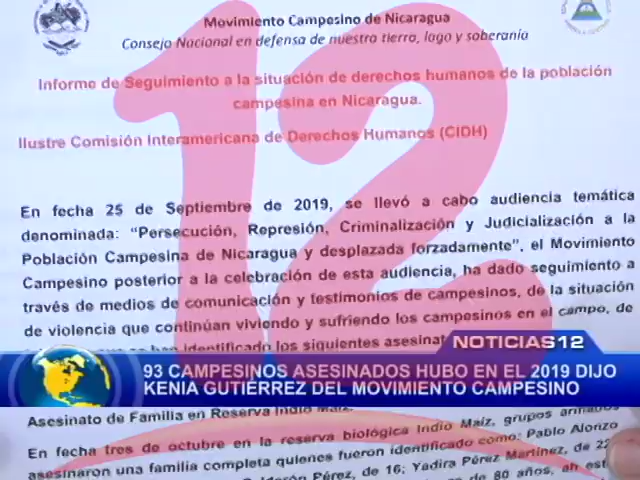 Movimiento Campesino de Nicaragua
Consejo Nacional en defensa de nuestra tierra, lago y soberania
Informe de Seguimiento a la situación de derechos humanos de la población
campesina en Nicaragua.
Ilustre Comisión Interamericana de Derechos Humanos (CIDH)
12
En fecha 25 de Septiembre de 2019, se llevó a cabo audiencia temática
denominada: “Persecución, Represión, Criminalización y Judicialización a la
Población Campesina de Nicaragua y desplazada forzadamente”, el Movimiento
Campesino posterior a la celebración de esta audiencia, ha dado seguimiento a
través de medios de comunicación y testimonios de campesinos, de la situación
de violencia que continúan viviendo y sufriendo los campesinos en el campo, de
identificado los siguientes
NOTICIAS12
93 CAMPESINOS ASESINADOS HUBO EN EL 2019 DIJO
KENIA GUTIÉRREZ DEL MOVIMIENTO CAMPESINO
Asesinato de Familia en Reserva Indio Maíz.
En fecha tres de octubre en la reserva biológica Indio Maíz, grupos armados
asesinaron una familia completa quienes fueron identificado como: Pablo Alonzo
Pérez, de 16; Yadira Pérez Martínez, de 22
de 80 años,